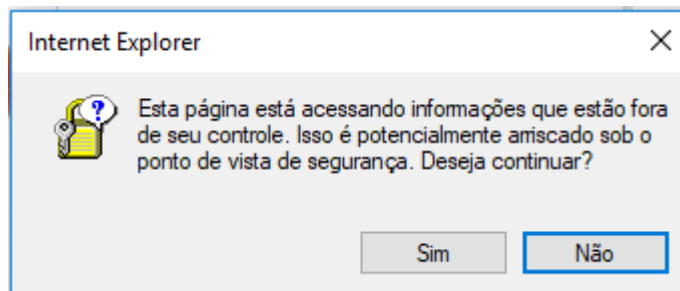 Internet Explorer
Esta página está acessando informações que estão fora
de seu controle. Isso é potencialmente arriscado sob o
ponto de vista de segurança. Deseja continuar?
Sim
Não